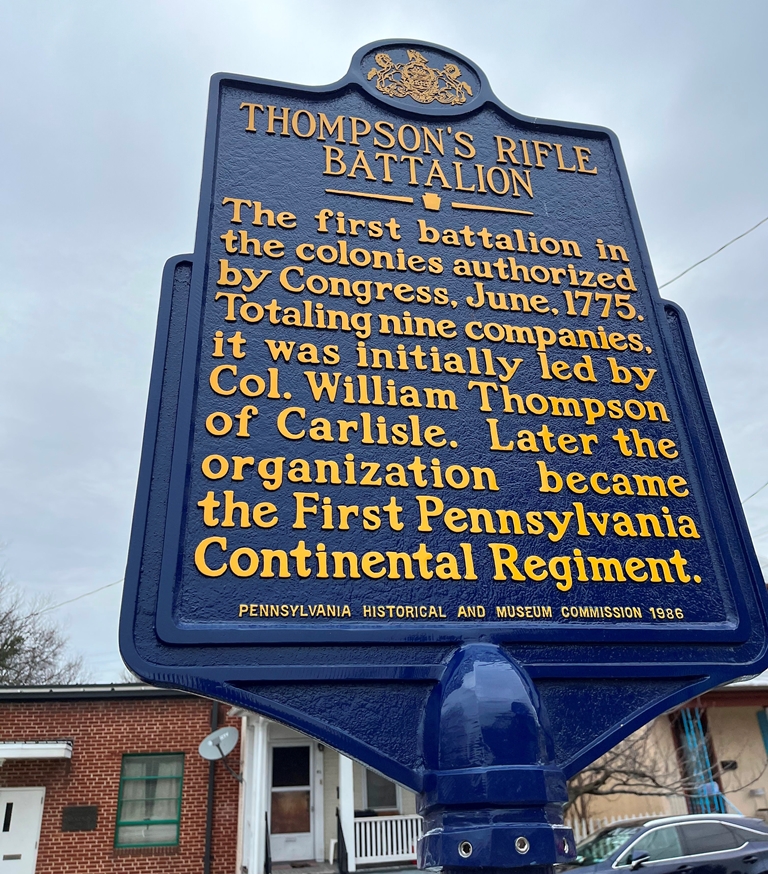 THOMPSON'S RIFLE
BATTALION
The first battalion in
the colonies authorized
by Congress, June, 1775.
Totaling nine companies,
it was initially led by
Col. William Thompson
of Carlisle. Later the
organization became
the First Pennsylvania
Continental Regiment.
PENNSYLVANIA HISTORICAL AND MUSEUM COMMISSION 1986